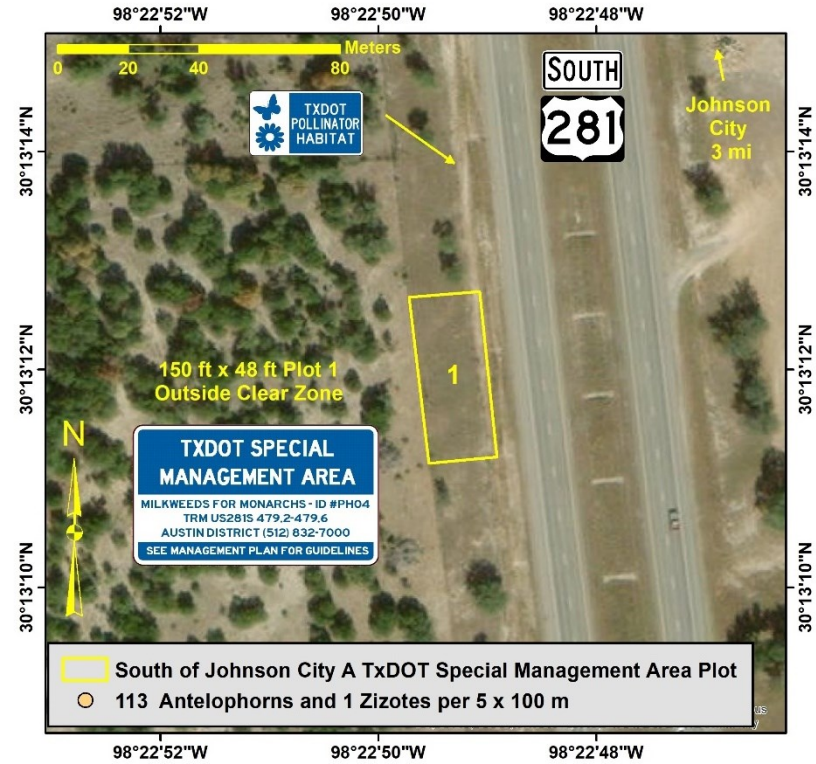 98°22'52"W
98°22'50"W
98°22'48"W
Meters
0
20
40
80
TXDOT
POLLINATOR
HABITAT
SOUTH
281
Johnson
City
3 mi
30°13'14"N
30°13'14"N
30°13'12"N
30°13'12"N
150 ft x 48 ft Plot 1
Outside Clear Zone
1
N
TXDOT SPECIAL
MANAGEMENT AREA
MILKWEEDS FOR MONARCHS - ID #PH04
TRM US281S 479.2-479.6
AUSTIN DISTRICT (512) 832-7000
SEE MANAGEMENT PLAN FOR GUIDELINES
30°13'10"N
30°13'10"N
South of Johnson City A TxDOT Special Management Area Plot
113 Antelophorns and 1 Zizotes per 5 x 100 m
98°22'52"W
98°22'50"W
98°22'48"W